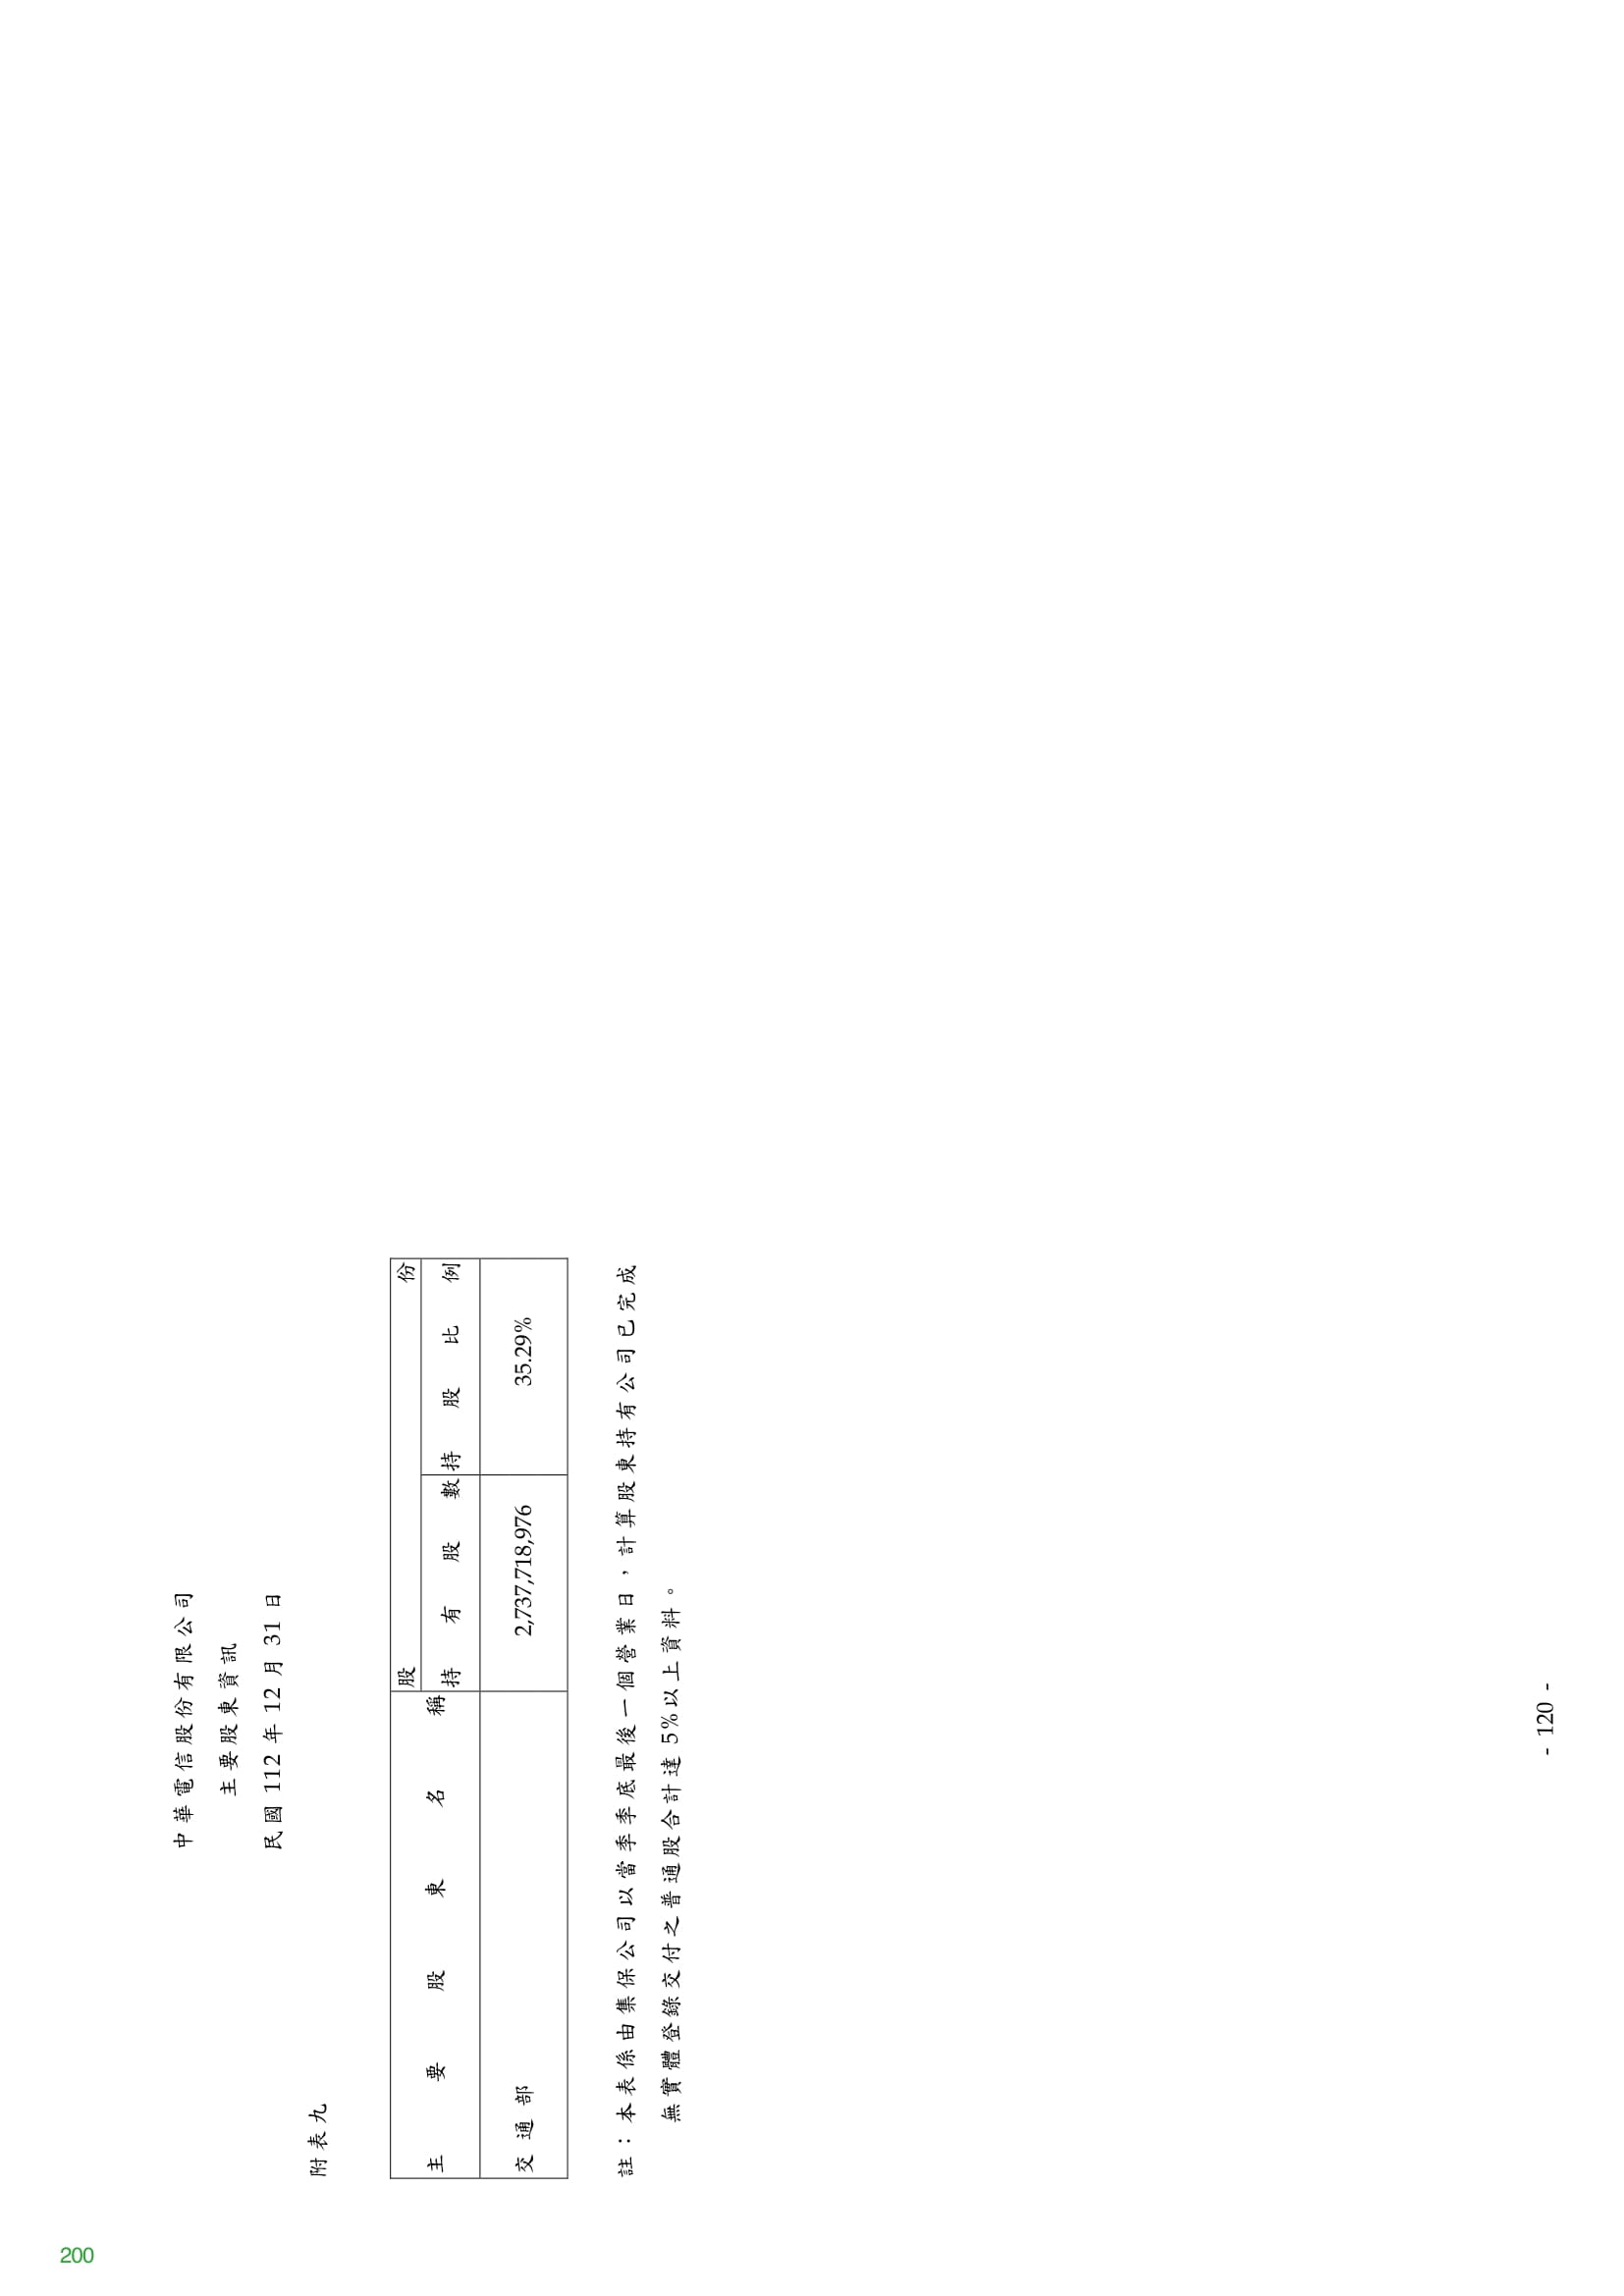 中華電信股份有限公司
主要股東資訊
民國 112 年 12 月 31 日
附表九
主要股東名稱 股份
持有股數 持股比例
交通部 2,737,718,976 35.29%
註：本表係由集保公司以當季季底最後一個營業日，計算股東持有公司已完成
無實體登錄交付之普通股合計達 5%以上資料。
- 120 -
200